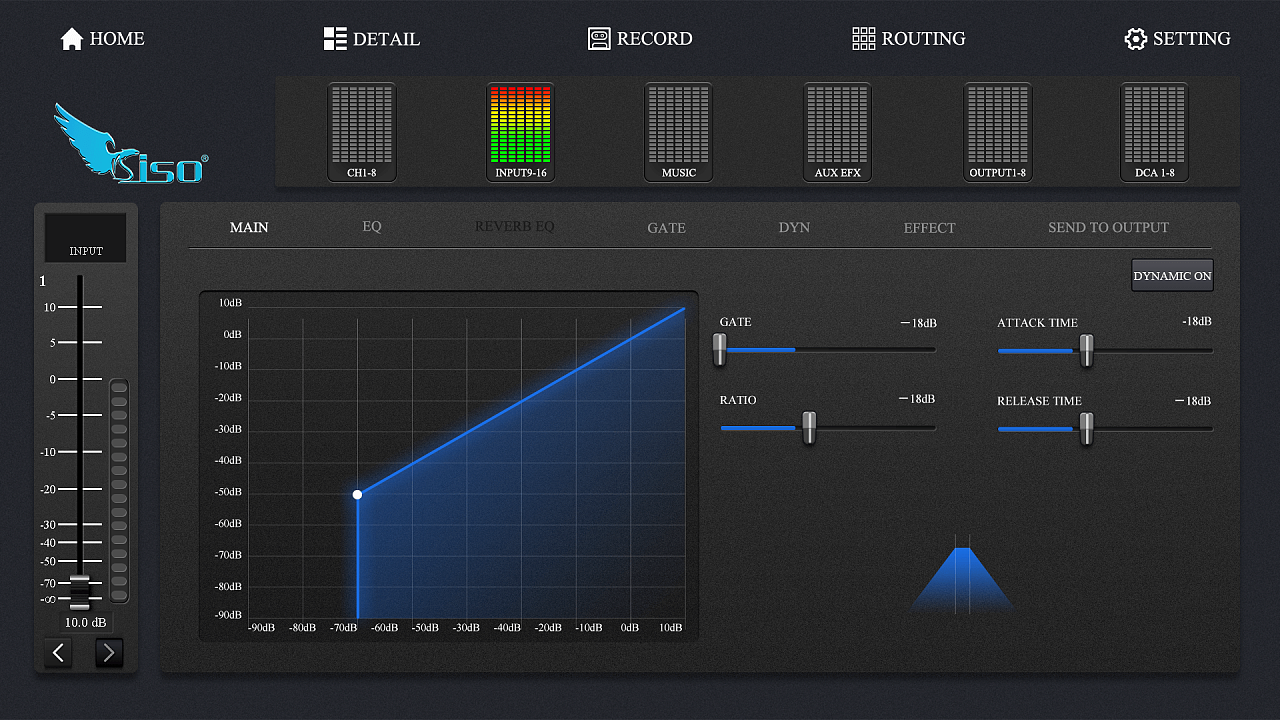 HOME
DETAIL
RECORD
ROUTING
SETTING
Siso®
CH1-8
INPUT9-16
MUSIC
AUX EFX
OUTPUT1-8
DCA 1-8
INPUT
1
10
5
0
-5
-10
-20
-30
-40
-50
-70
-∞
10.0 dB
MAIN
EQ
REVERB EQ
GATE
DYN
EFFECT
SEND TO OUTPUT
DYNAMIC ON
10dB
0dB
-10dB
-20dB
-30dB
-40dB
-50dB
-60dB
-70dB
-80dB
-90dB
-90dB -80dB -70dB -60dB -50dB -30dB -40dB -20dB -10dB 0dB 10dB
GATE —18dB
RATIO —18dB
ATTACK TIME -18dB
RELEASE TIME —18dB